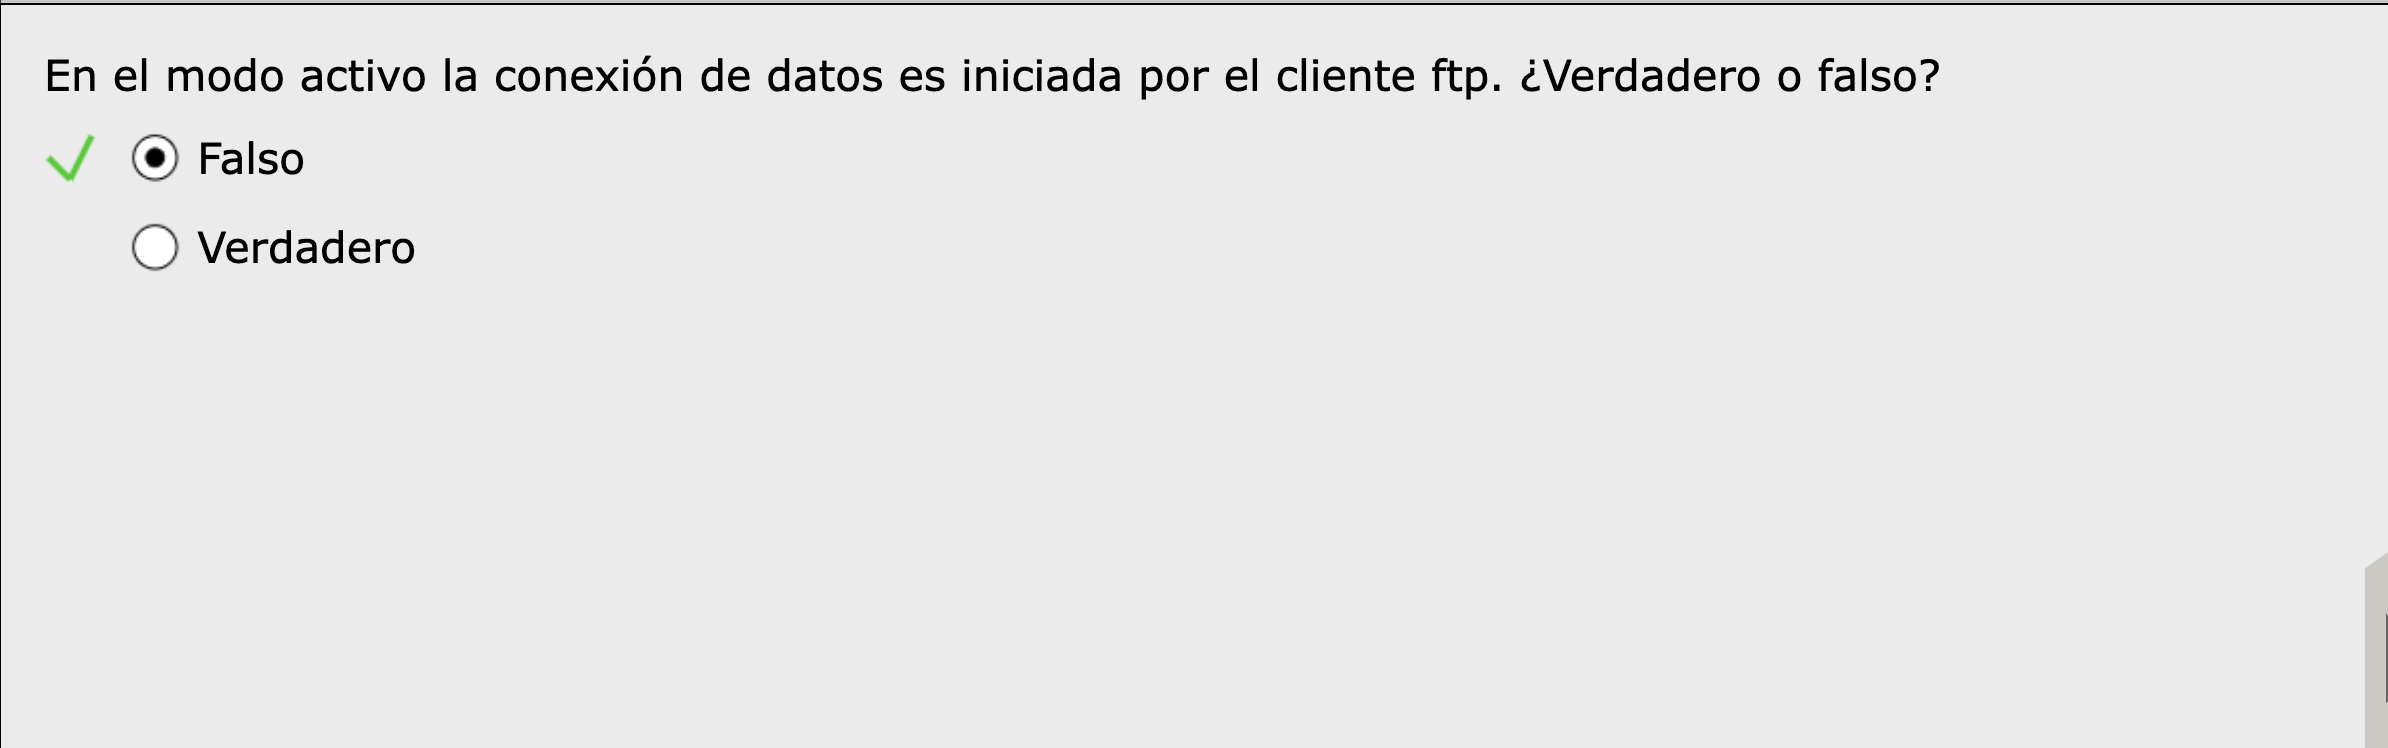 En el modo activo la conexión de datos es iniciada por el cliente ftp. ¿Verdadero o falso?
Falso
Verdadero